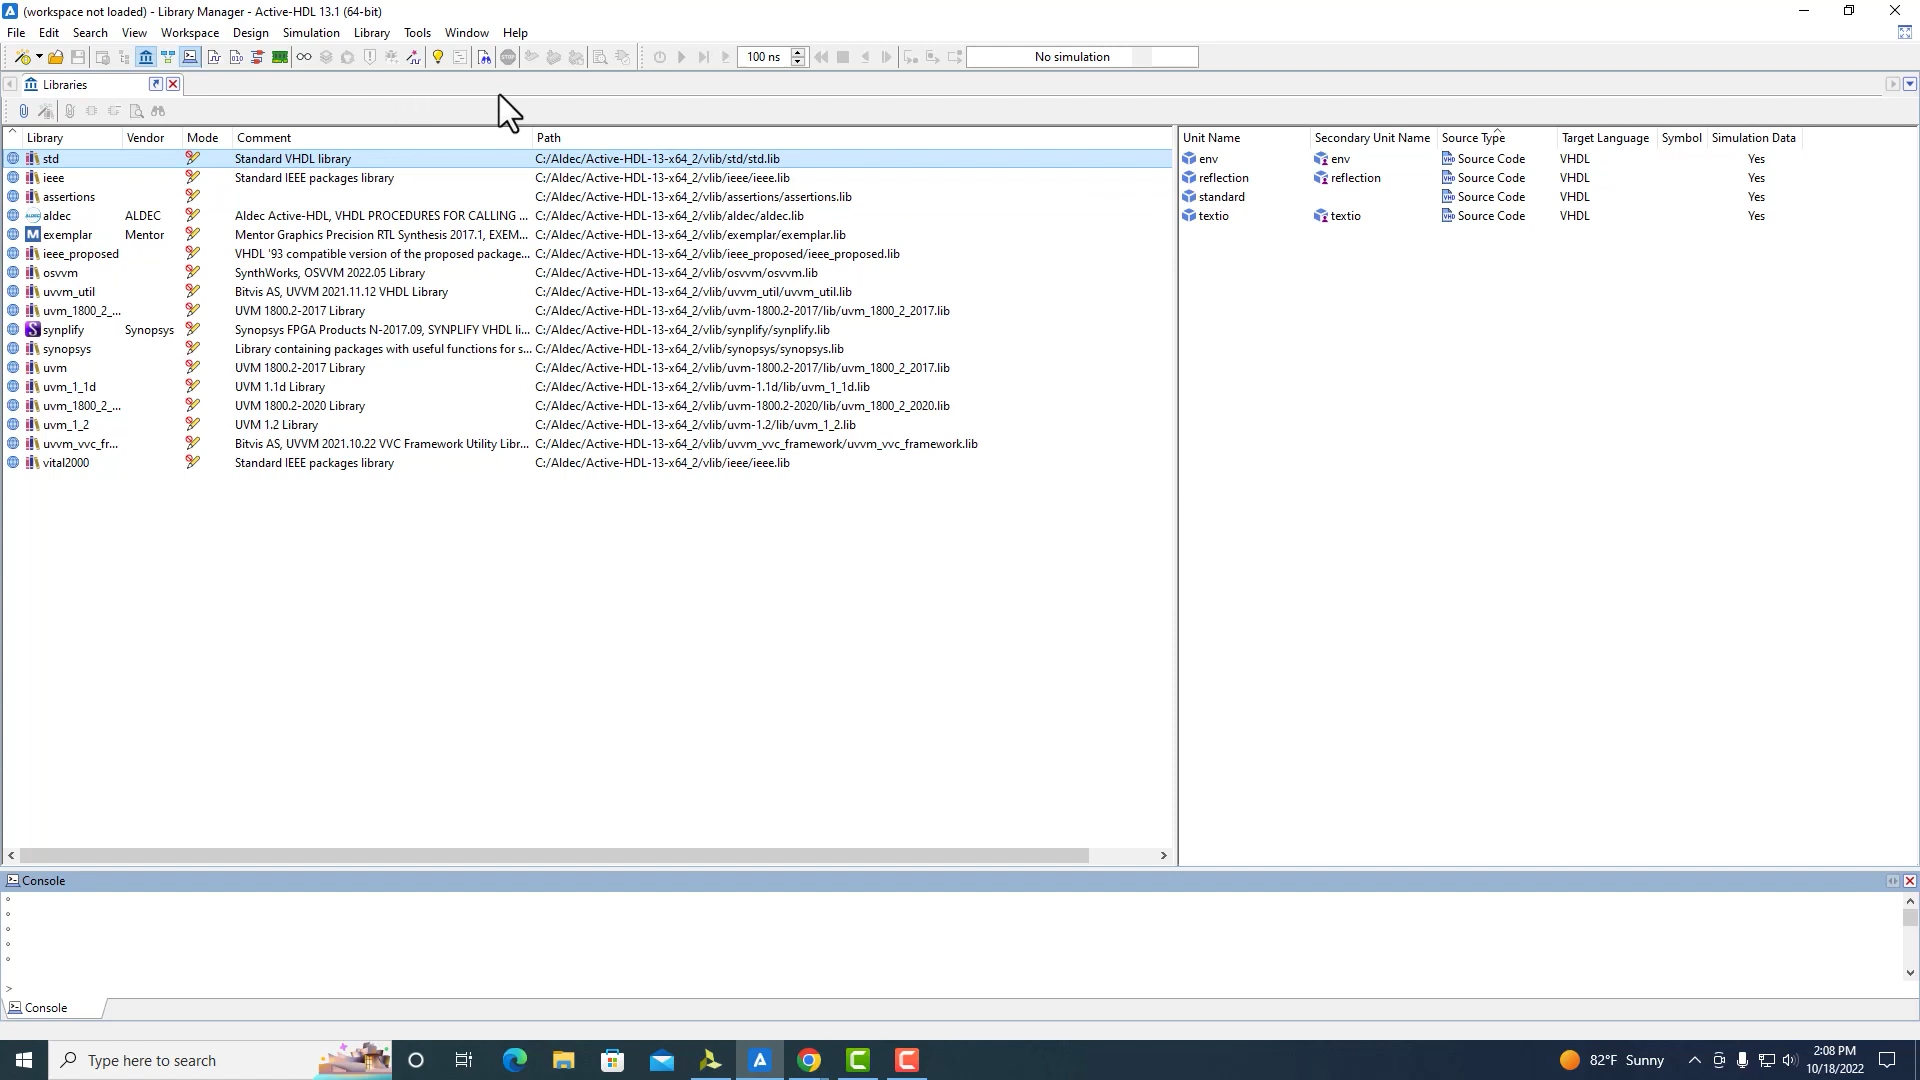 (workspace not loaded) - Library Manager - Active-HDL 13.1 (64-bit)
File Edit Search View Workspace Design Simulation Library Tools Window Help
100 ns No simulation
Libraries
Library Vendor Mode Comment Path
std Standard VHDL library C:/Aldec/Active-HDL-13-x64_2/vlib/std/std.lib
ieee Standard IEEE packages library C:/Aldec/Active-HDL-13-x64_2/vlib/ieee/ieee.lib
assertions C:/Aldec/Active-HDL-13-x64_2/vlib/assertions/assertions.lib
aldec ALDEC Aldec Active-HDL, VHDL PROCEDURES FOR CALLING ... C:/Aldec/Active-HDL-13-x64_2/vlib/aldec/aldec.lib
exemplar Mentor Mentor Graphics Precision RTL Synthesis 2017.1, EXEM... C:/Aldec/Active-HDL-13-x64_2/vlib/exemplar/exemplar.lib
ieee_proposed VHDL '93 compatible version of the proposed package... C:/Aldec/Active-HDL-13-x64_2/vlib/ieee_proposed/ieee_proposed.lib
osvvm SynthWorks, OSVVM 2022.05 Library C:/Aldec/Active-HDL-13-x64_2/vlib/osvvm/osvvm.lib
uvvm_util Bitvis AS, UVVM 2021.11.12 VHDL Library C:/Aldec/Active-HDL-13-x64_2/vlib/uvvm_util/uvvm_util.lib
uvm_1800_2_... UVM 1800.2-2017 Library C:/Aldec/Active-HDL-13-x64_2/vlib/uvm-1800.2-2017/lib/uvm_1800_2_2017.lib
synplify Synopsys Synopsys FPGA Products N-2017.09, SYNPLIFY VHDL li... C:/Aldec/Active-HDL-13-x64_2/vlib/synplify/synplify.lib
synopsys Library containing packages with useful functions for s... C:/Aldec/Active-HDL-13-x64_2/vlib/synopsys/synopsys.lib
uvm UVM 1800.2-2017 Library C:/Aldec/Active-HDL-13-x64_2/vlib/uvm-1800.2-2017/lib/uvm_1800_2_2017.lib
uvm_1_1d UVM 1.1d Library C:/Aldec/Active-HDL-13-x64_2/vlib/uvm-1.1d/lib/uvm_1_1d.lib
uvm_1800_2_... UVM 1800.2-2020 Library C:/Aldec/Active-HDL-13-x64_2/vlib/uvm-1800.2-2020/lib/uvm_1800_2_2020.lib
uvm_1_2 UVM 1.2 Library C:/Aldec/Active-HDL-13-x64_2/vlib/uvm-1.2/lib/uvm_1_2.lib
uvvm_vvc_fr... Bitvis AS, UVVM 2021.10.22 VVC Framework Utility Libr... C:/Aldec/Active-HDL-13-x64_2/vlib/uvvm_vvc_framework/uvvm_vvc_framework.lib
vital2000 Standard IEEE packages library C:/Aldec/Active-HDL-13-x64_2/vlib/ieee/ieee.lib
Unit Name Secondary Unit Name Source Type Target Language Symbol Simulation Data
env env Source Code VHDL Yes
reflection reflection Source Code VHDL Yes
standard Source Code VHDL Yes
textio textio Source Code VHDL Yes
Console
>
Console
Type here to search
82°F Sunny
2:08 PM
10/18/2022